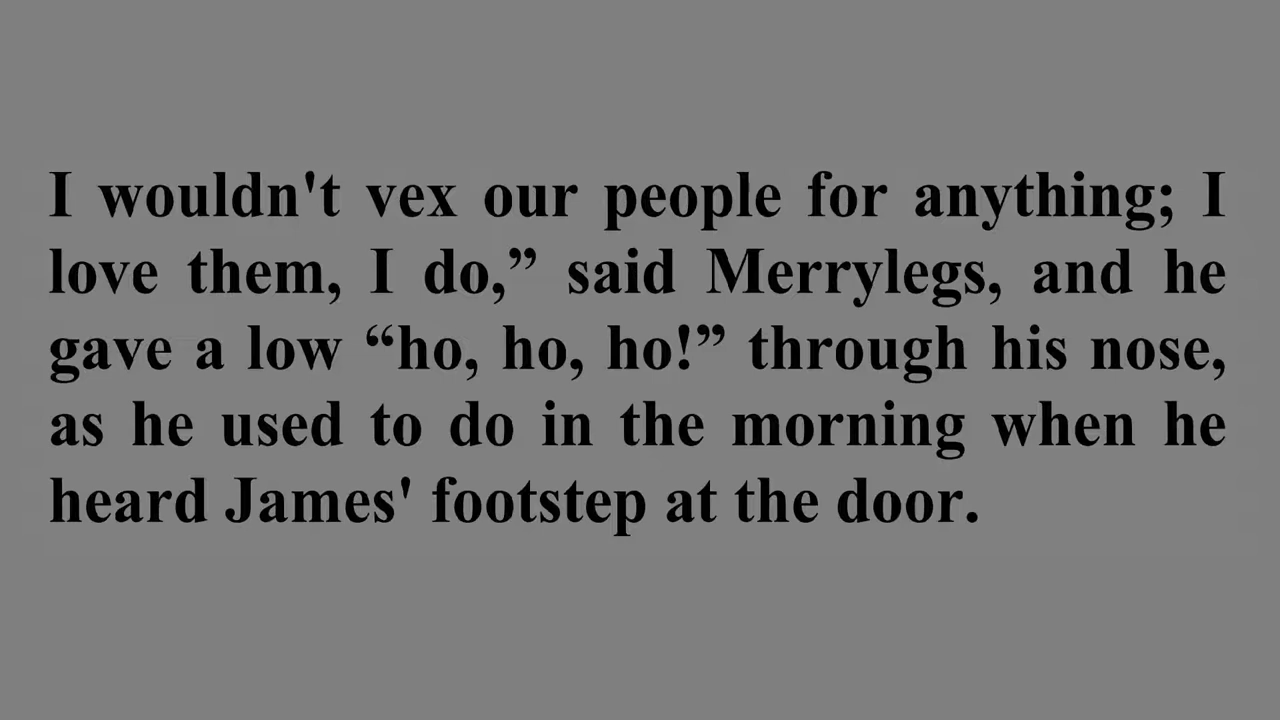 I wouldn't vex our people for anything; I
love them, I do,” said Merrylegs, and he
gave a low “ho, ho, ho!” through his nose,
as he used to do in the morning when he
heard James' footstep at the door.